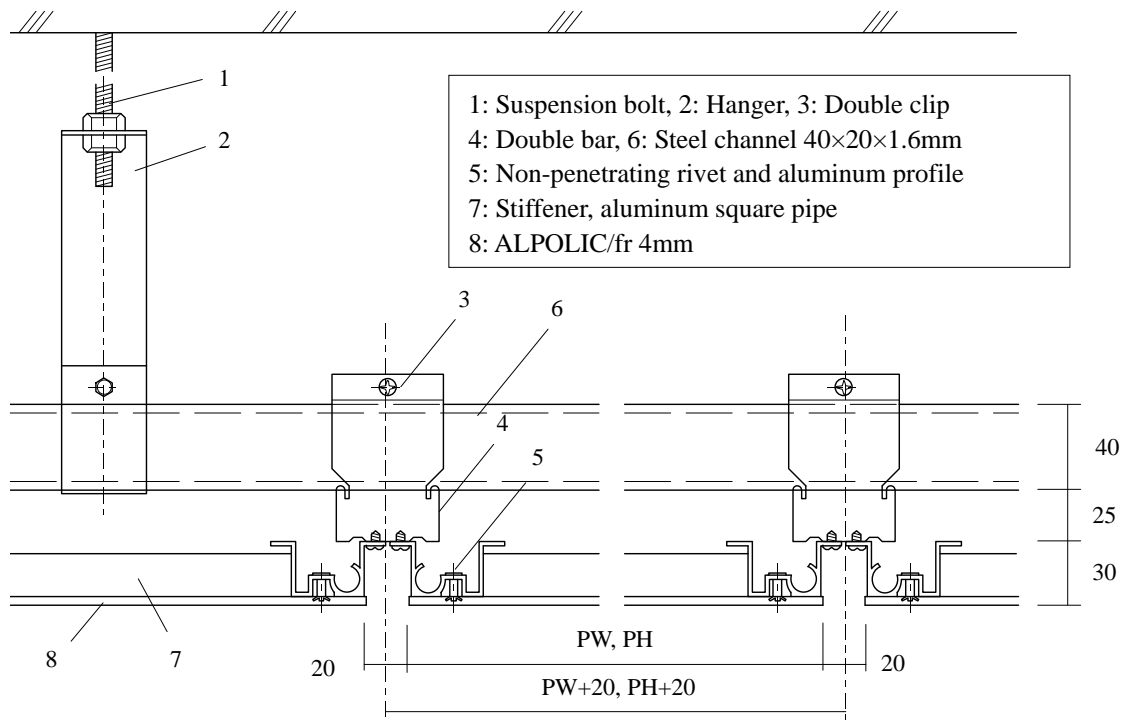 1
2
1: Suspension bolt, 2: Hanger, 3: Double clip
4: Double bar, 6: Steel channel 40×20×1.6mm
5: Non-penetrating rivet and aluminum profile
7: Stiffener, aluminum square pipe
8: ALPOLIC/fr 4mm
3
6
4
5
40
25
30
8
7
20
PW, PH
20
PW+20, PH+20